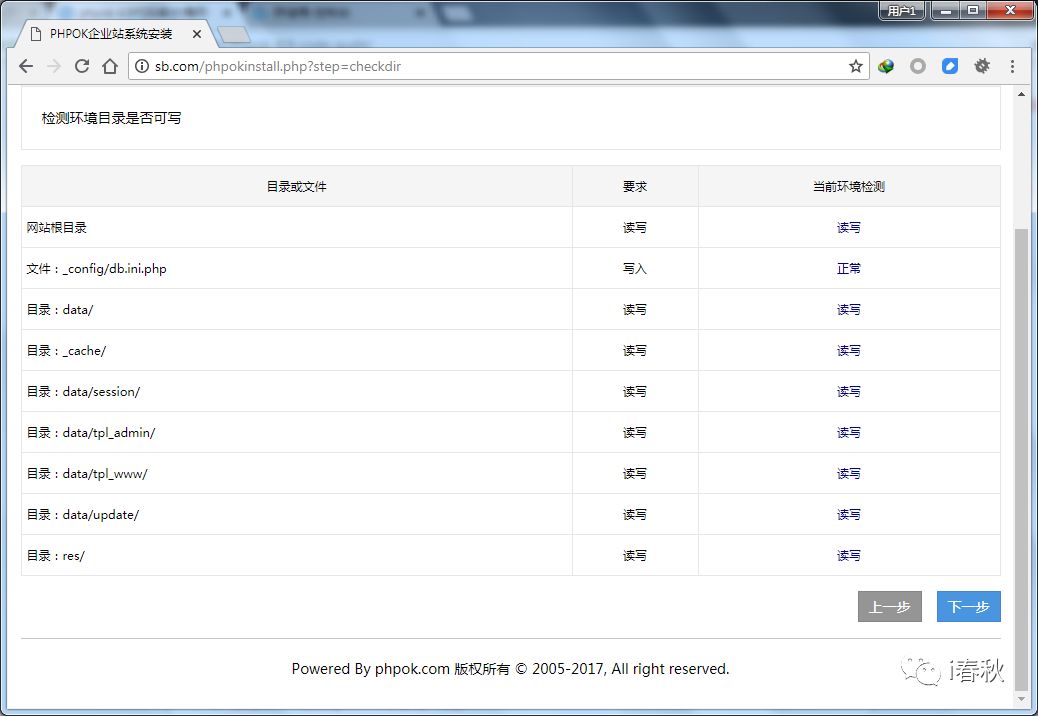 用户1
PHPOK企业站系统安装
sb.com/phpokinstall.php?step=checkdir
检测环境目录是否可写
目录或文件 要求 当前环境检测
网站根目录 读写 读写
文件：_config/db.ini.php 写入 正常
目录：data/ 读写 读写
目录：_cache/ 读写 读写
目录：data/session/ 读写 读写
目录：data/tpl_admin/ 读写 读写
目录：data/tpl_www/ 读写 读写
目录：data/update/ 读写 读写
目录：res/ 读写 读写
上一步 下一步
Powered By phpok.com 版权所有 © 2005-2017, All right reserved.
i春秋